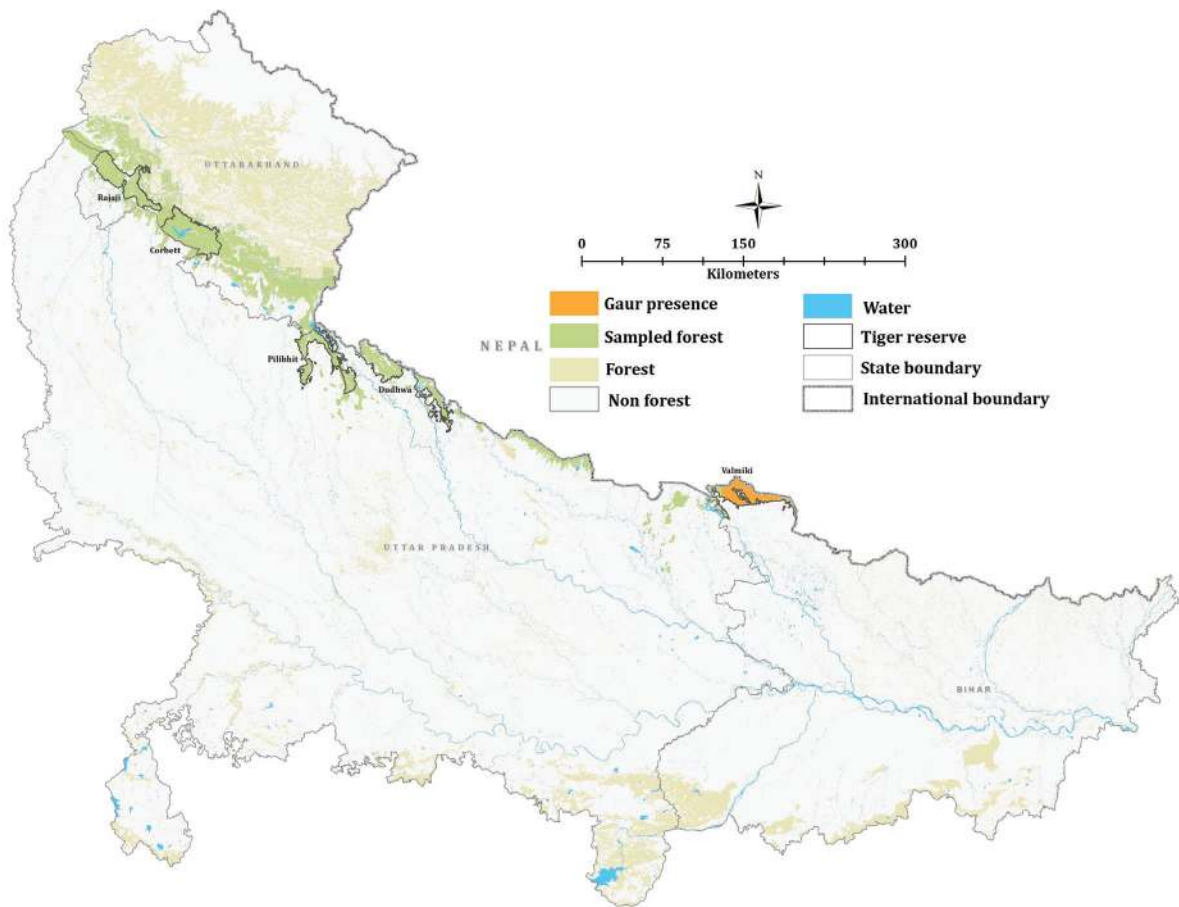 UTTARAKHAND
Rajaji
Corbett
N
0 75 150 300
Kilometers
Gaur presence
Sampled forest
Forest
Non forest
Water
Tiger reserve
State boundary
International boundary
NEPAL
Pilibhit
Dudhwa
Valmiki
UTTAR PRADESH
BIHAR